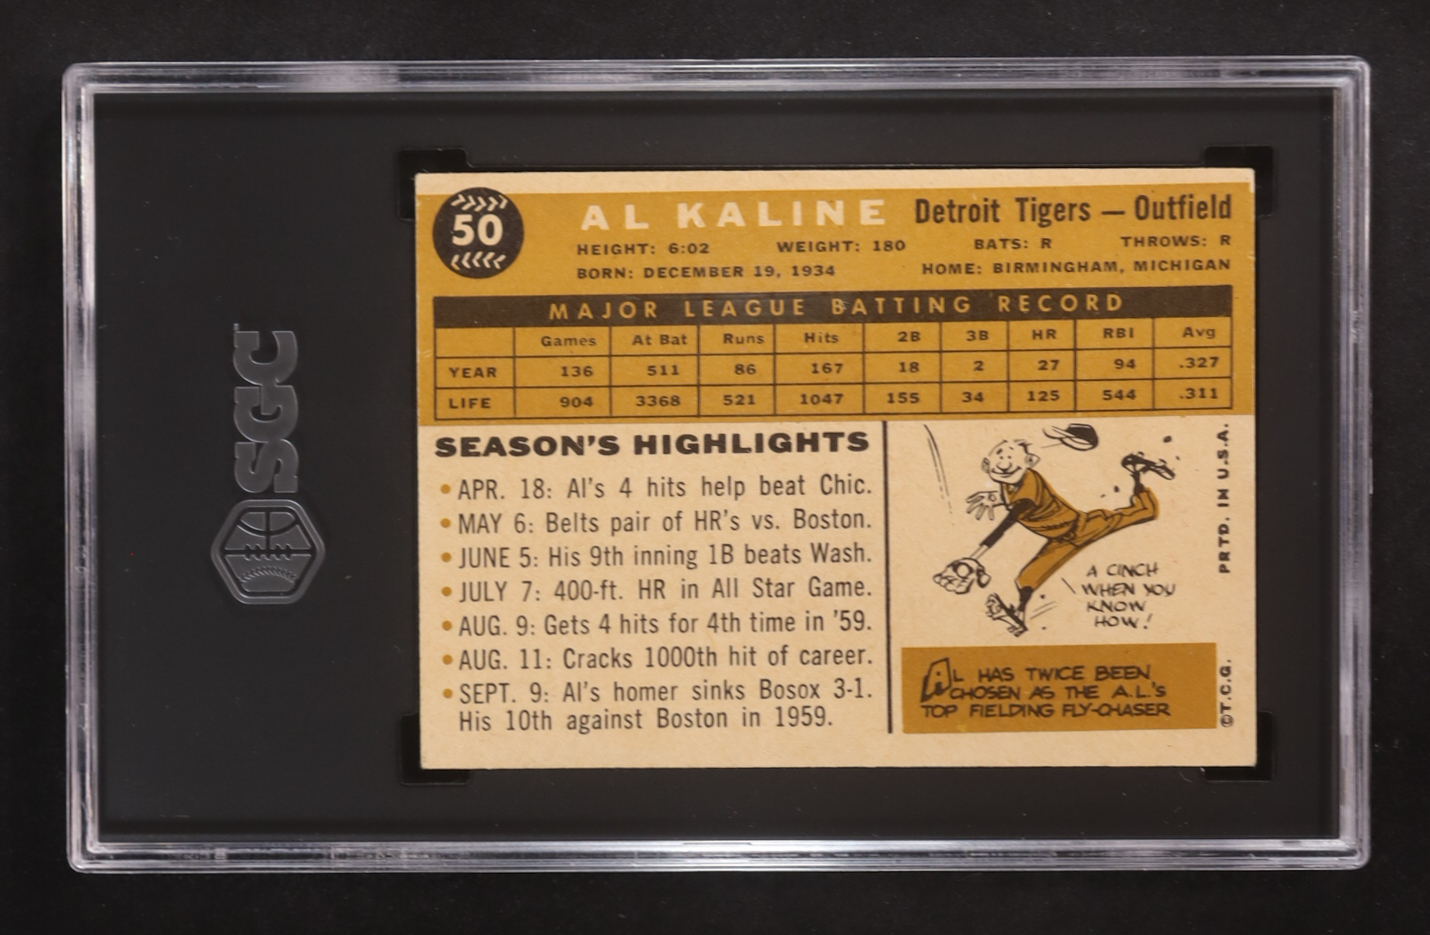 SGC
50
AL KALINE Detroit Tigers — Outfield
HEIGHT: 6:02 WEIGHT: 180 BATS: R THROWS: R
BORN: DECEMBER 19, 1934 HOME: BIRMINGHAM, MICHIGAN
MAJOR LEAGUE BATTING RECORD
Games At Bat Runs Hits 2B 3B HR RBI Avg
YEAR 136 511 86 167 18 2 27 94 .327
LIFE 904 3368 521 1047 155 34 125 544 .311
SEASON'S HIGHLIGHTS
• APR. 18: Al's 4 hits help beat Chic.
• MAY 6: Belts pair of HR's vs. Boston.
• JUNE 5: His 9th inning 1B beats Wash.
• JULY 7: 400-ft. HR in All Star Game.
• AUG. 9: Gets 4 hits for 4th time in '59.
• AUG. 11: Cracks 1000th hit of career.
• SEPT. 9: Al's homer sinks Bosox 3-1.
His 10th against Boston in 1959.
A CINCH
WHEN YOU
KNOW
HOW!
AL HAS TWICE BEEN
CHOSEN AS THE A.L.'S
TOP FIELDING FLY-CHASER
©T.C.G. PRTD. IN U.S.A.